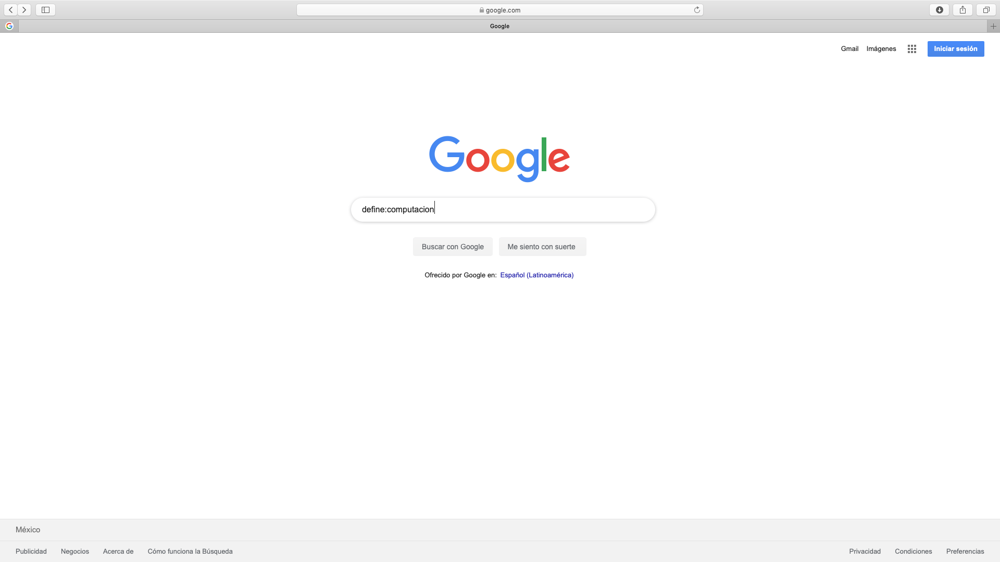 google.com
Google
Gmail Imágenes Iniciar sesión
Google
define:computacion
Buscar con Google Me siento con suerte
Ofrecido por Google en: Español (Latinoamérica)
México
Publicidad Negocios Acerca de Cómo funciona la Búsqueda Privacidad Condiciones Preferencias